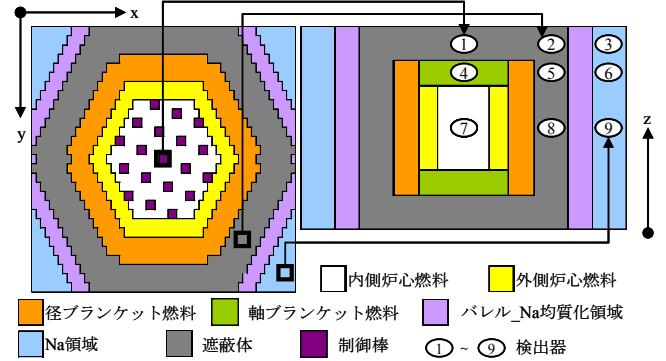 x
y
z
① ② ③
④ ⑤ ⑥
⑦ ⑧ ⑨
内側炉心燃料 外側炉心燃料
径ブランケット燃料 軸ブランケット燃料 バレル_Na均質化領域
Na領域 遮蔽体 制御棒 ① ~ ⑨ 検出器